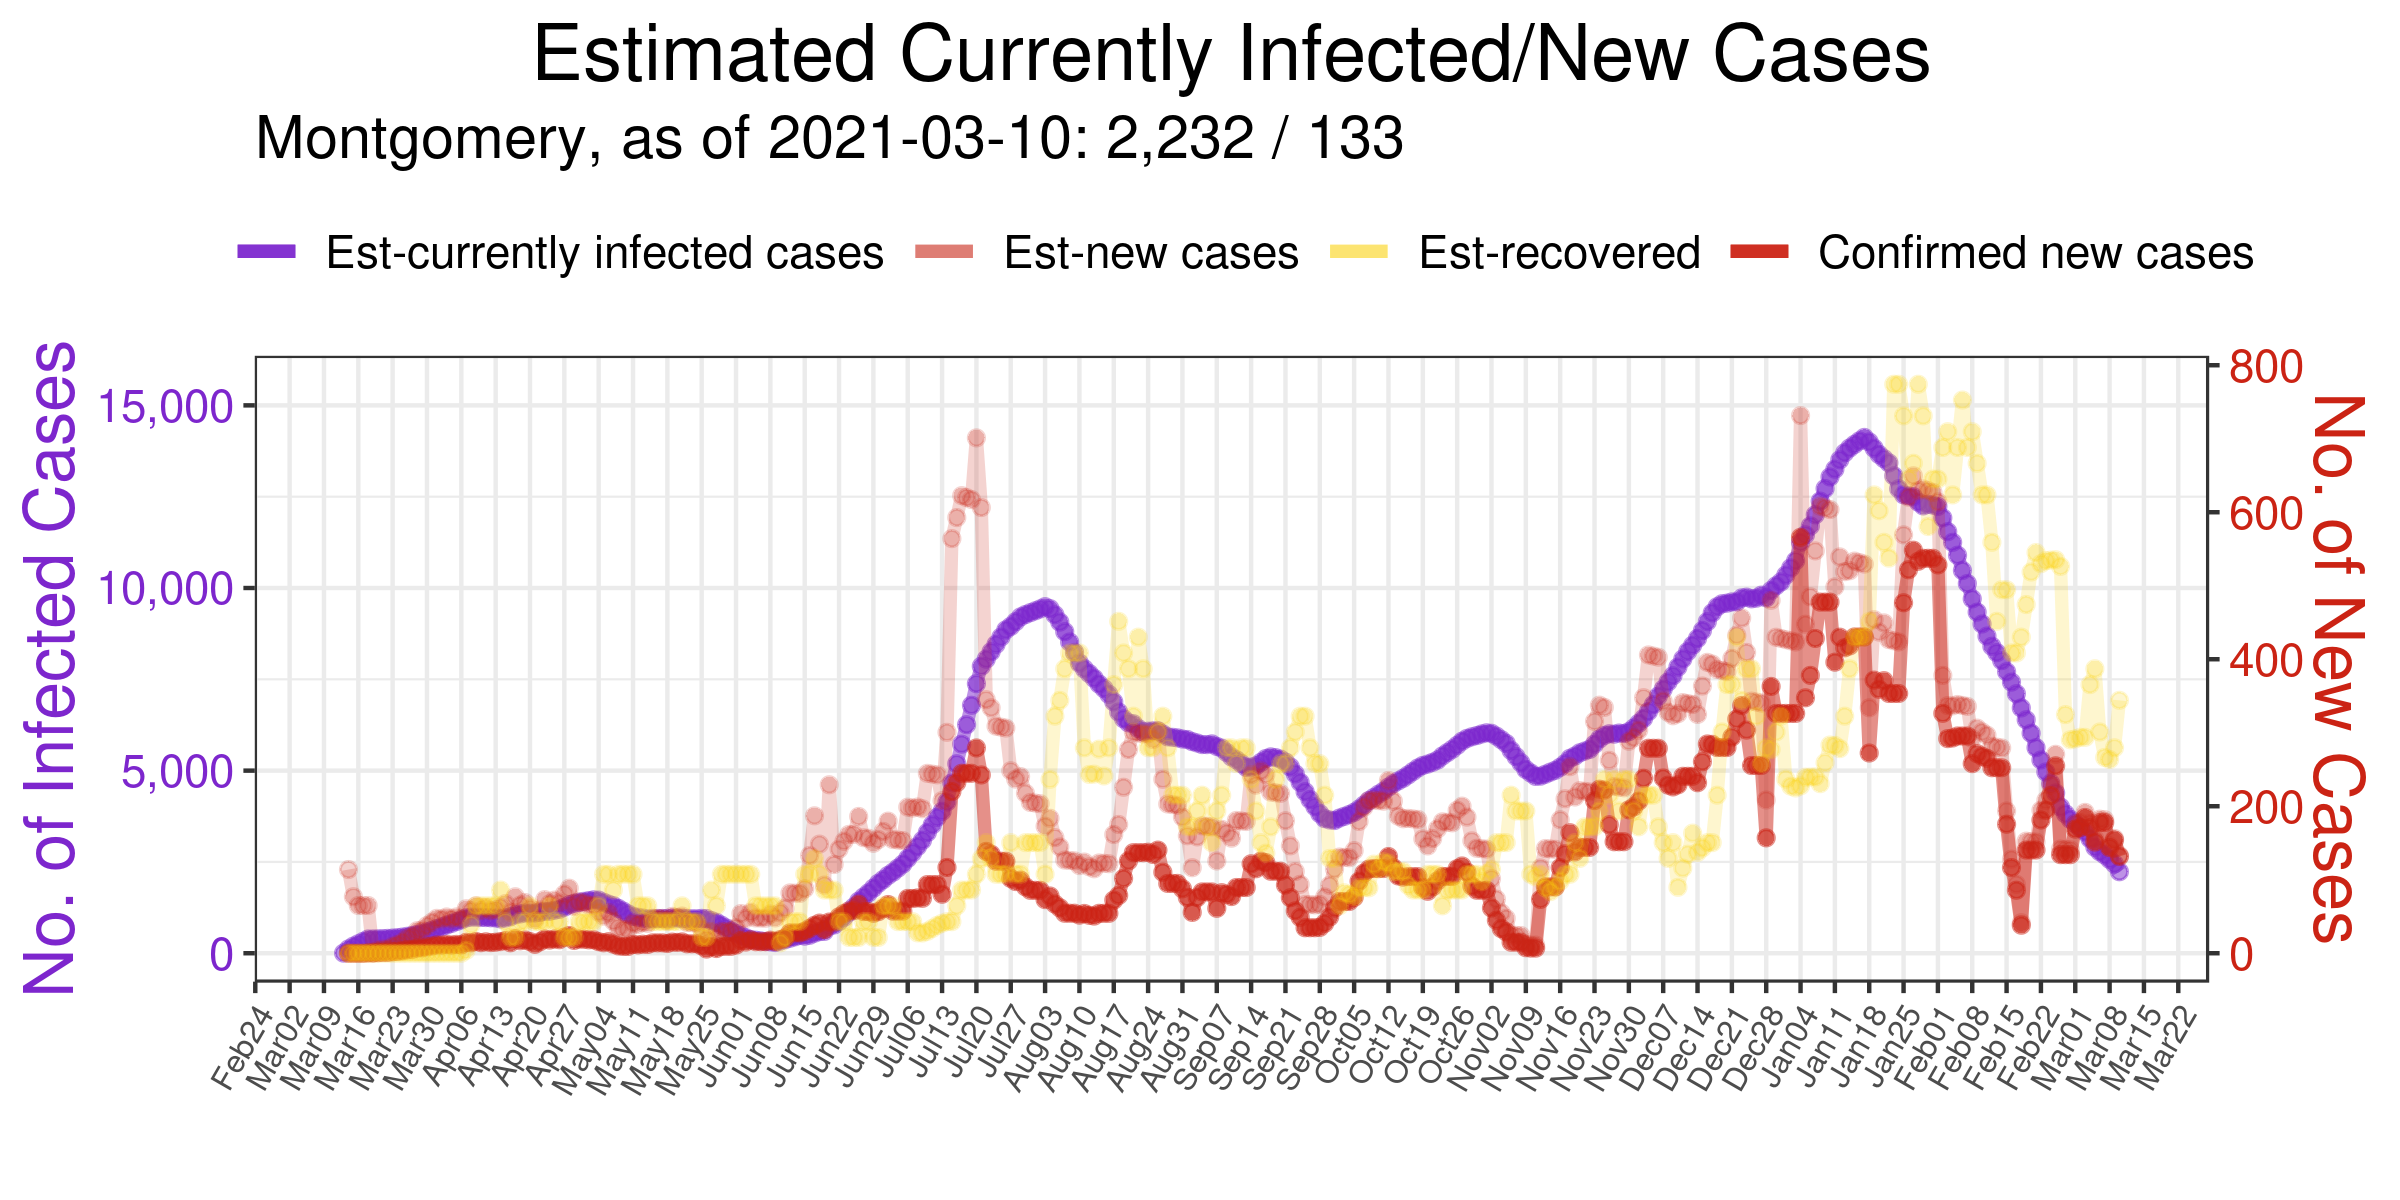 Estimated Currently Infected/New Cases
Montgomery, as of 2021-03-10: 2,232 / 133
Est-currently infected cases Est-new cases Est-recovered Confirmed new cases
No. of Infected Cases
15,000
10,000
5,000
0
800
600
400
200
0
No. of New Cases
Feb24 Mar02 Mar09 Mar16 Mar23 Mar30 Apr06 Apr13 Apr20 Apr27 May04 May11 May18 May25 Jun01 Jun08 Jun15 Jun22 Jun29 Jul06 Jul13 Jul20 Jul27 Aug03 Aug10 Aug17 Aug24 Aug31 Sep07 Sep14 Sep21 Sep28 Oct05 Oct12 Oct19 Oct26 Nov02 Nov09 Nov16 Nov23 Nov30 Dec07 Dec14 Dec21 Dec28 Jan04 Jan11 Jan18 Jan25 Feb01 Feb08 Feb15 Feb22 Mar01 Mar08 Mar15 Mar22